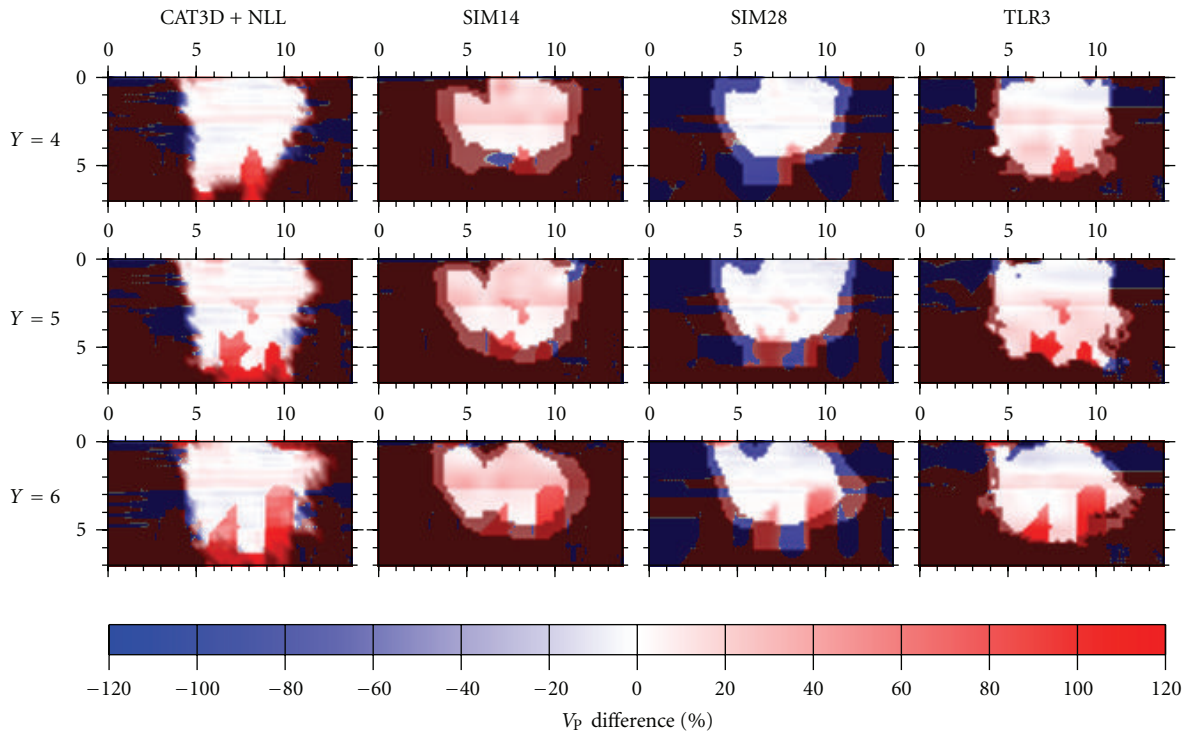 CAT3D + NLL SIM14 SIM28 TLR3
0 5 10 0 5 10 0 5 10 0 5 10
0
Y = 4
5
0 5 10 0 5 10 0 5 10 0 5 10
0
Y = 5
5
0 5 10 0 5 10 0 5 10 0 5 10
0
Y = 6
5
−120 −100 −80 −60 −40 −20 0 20 40 60 80 100 120
VP difference (%)